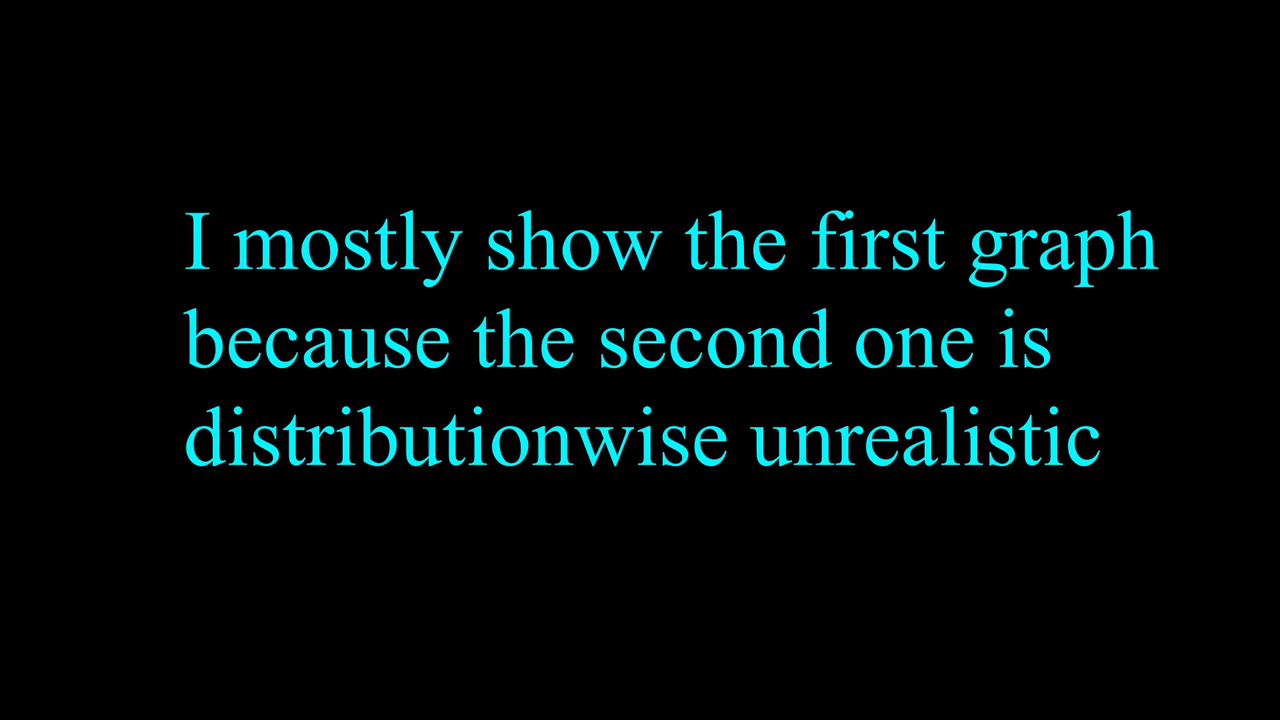 I mostly show the first graph
because the second one is
distributionwise unrealistic